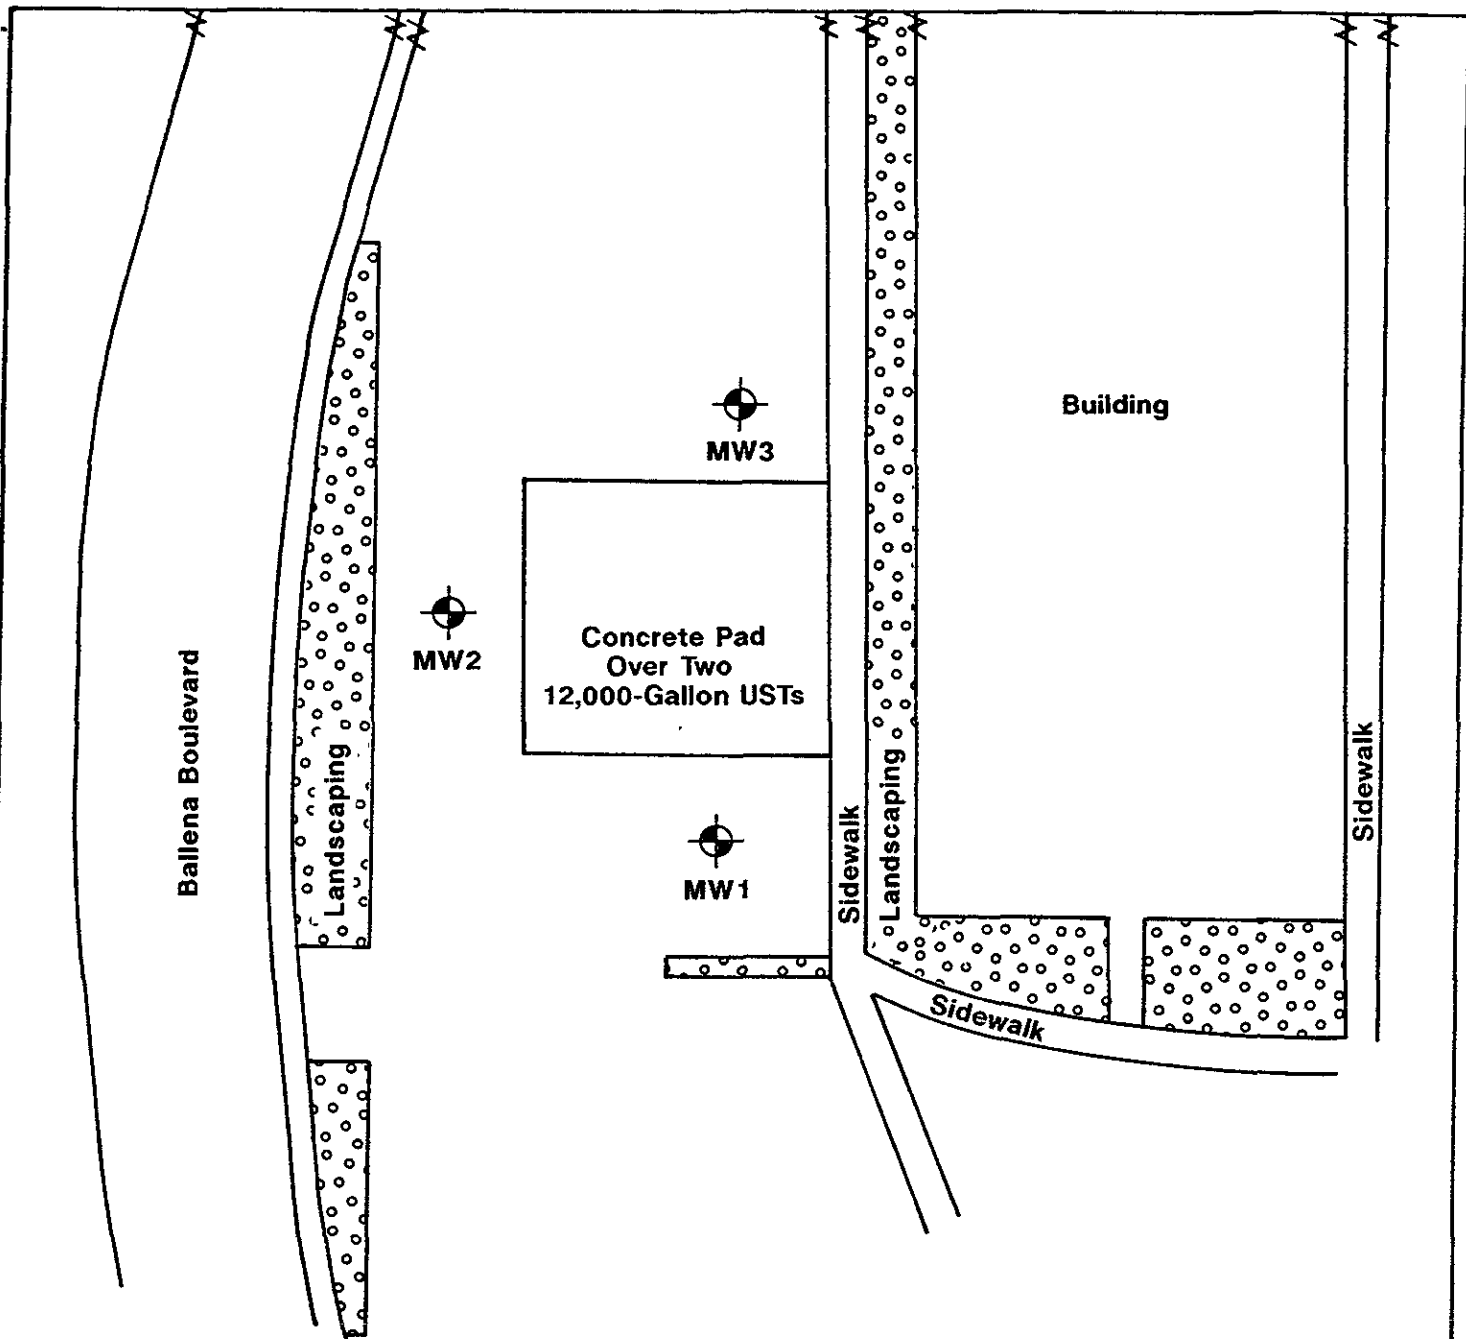 Building
MW3
MW2
Concrete Pad
Over Two
12,000-Gallon USTs
Ballena Boulevard
Landscaping
MW1
Sidewalk
Landscaping
Sidewalk
Sidewalk